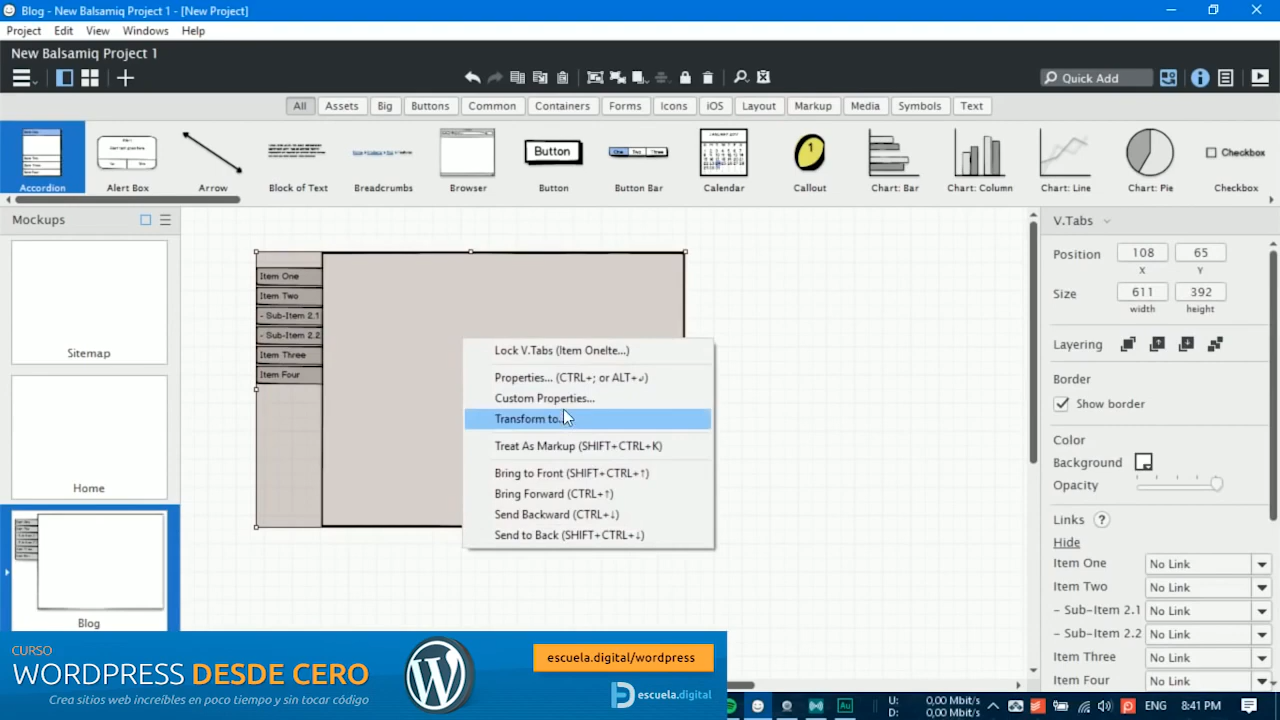 Blog - New Balsamiq Project 1 - [New Project]
Project Edit View Windows Help
New Balsamiq Project 1
Quick Add
All Assets Big Buttons Common Containers Forms Icons iOS Layout Markup Media Symbols Text
Button
One Two Three
1
Checkbox
Accordion Alert Box Arrow Block of Text Breadcrumbs Browser Button Button Bar Calendar Callout Chart: Bar Chart: Column Chart: Line Chart: Pie Checkbox
Mockups
Sitemap
Home
Blog
Item One
Item Two
- Sub-Item 2.1
- Sub-Item 2.2
Item Three
Item Four
Lock V.Tabs (Item OneIte...)
Properties... (CTRL+; or ALT+↲)
Custom Properties...
Transform to...
Treat As Markup (SHIFT+CTRL+K)
Bring to Front (SHIFT+CTRL+↑)
Bring Forward (CTRL+↑)
Send Backward (CTRL+↓)
Send to Back (SHIFT+CTRL+↓)
V.Tabs
Position 108 65
X Y
Size 611 392
width height
Layering
Border
Show border
Color
Background
Opacity
Links ?
Hide
Item One No Link
Item Two No Link
- Sub-Item 2.1 No Link
- Sub-Item 2.2 No Link
Item Three No Link
Item Four No Link
CURSO
WORDPRESS DESDE CERO
Crea sitios web increíbles en poco tiempo y sin tocar código
escuela.digital/wordpress
escuela.digital
Au
U: 0,00 Mbit/s
D: 0,00 Mbit/s
ENG 8:41 PM